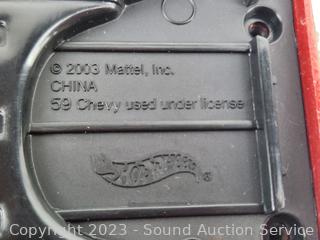 © 2003 Mattel, Inc.
CHINA
59 Chevy used under license
Hot Wheels ®
Copyright 2023 - Sound Auction Service